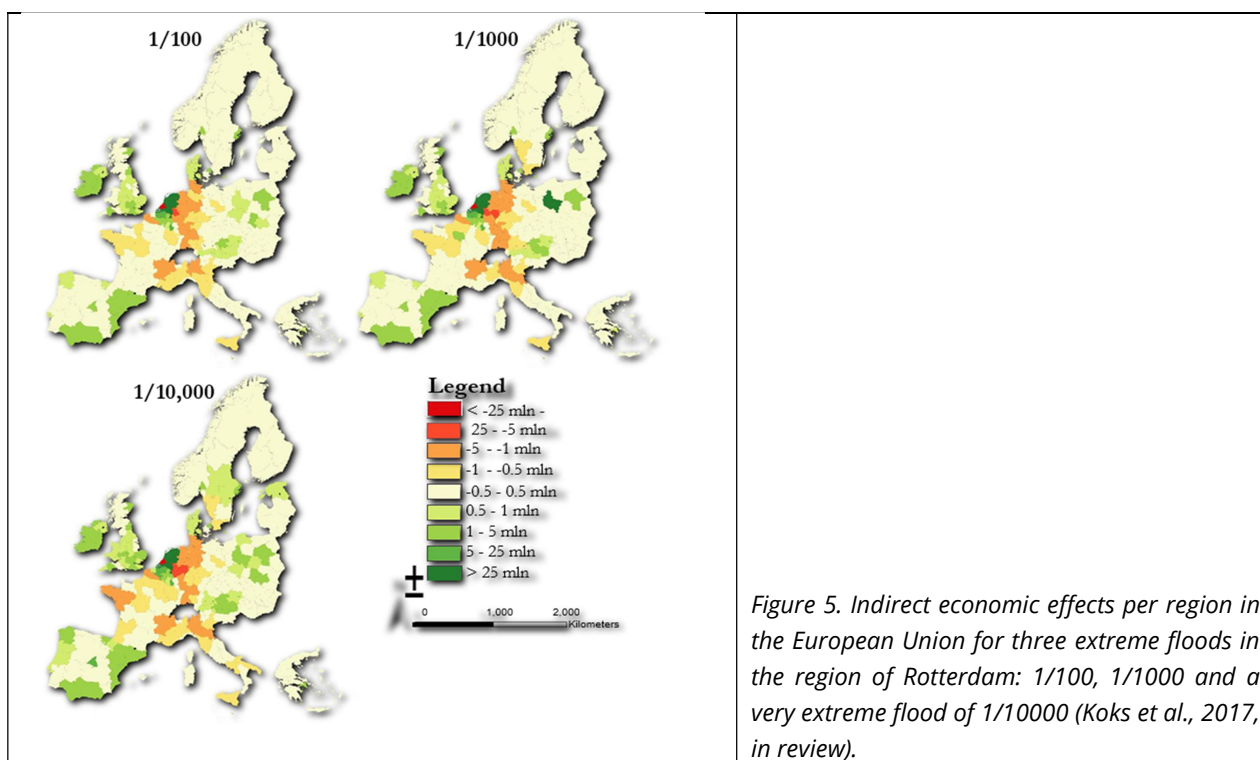 1/100
1/1000
1/10,000
Legend
< -25 mln -
25 - -5 mln
-5 - -1 mln
-1 - -0.5 mln
-0.5 - 0.5 mln
0.5 - 1 mln
1 - 5 mln
5 - 25 mln
> 25 mln
0 1,000 2,000
Kilometers
Figure 5. Indirect economic effects per region in
the European Union for three extreme floods in
the region of Rotterdam: 1/100, 1/1000 and a
very extreme flood of 1/10000 (Koks et al., 2017,
in review).